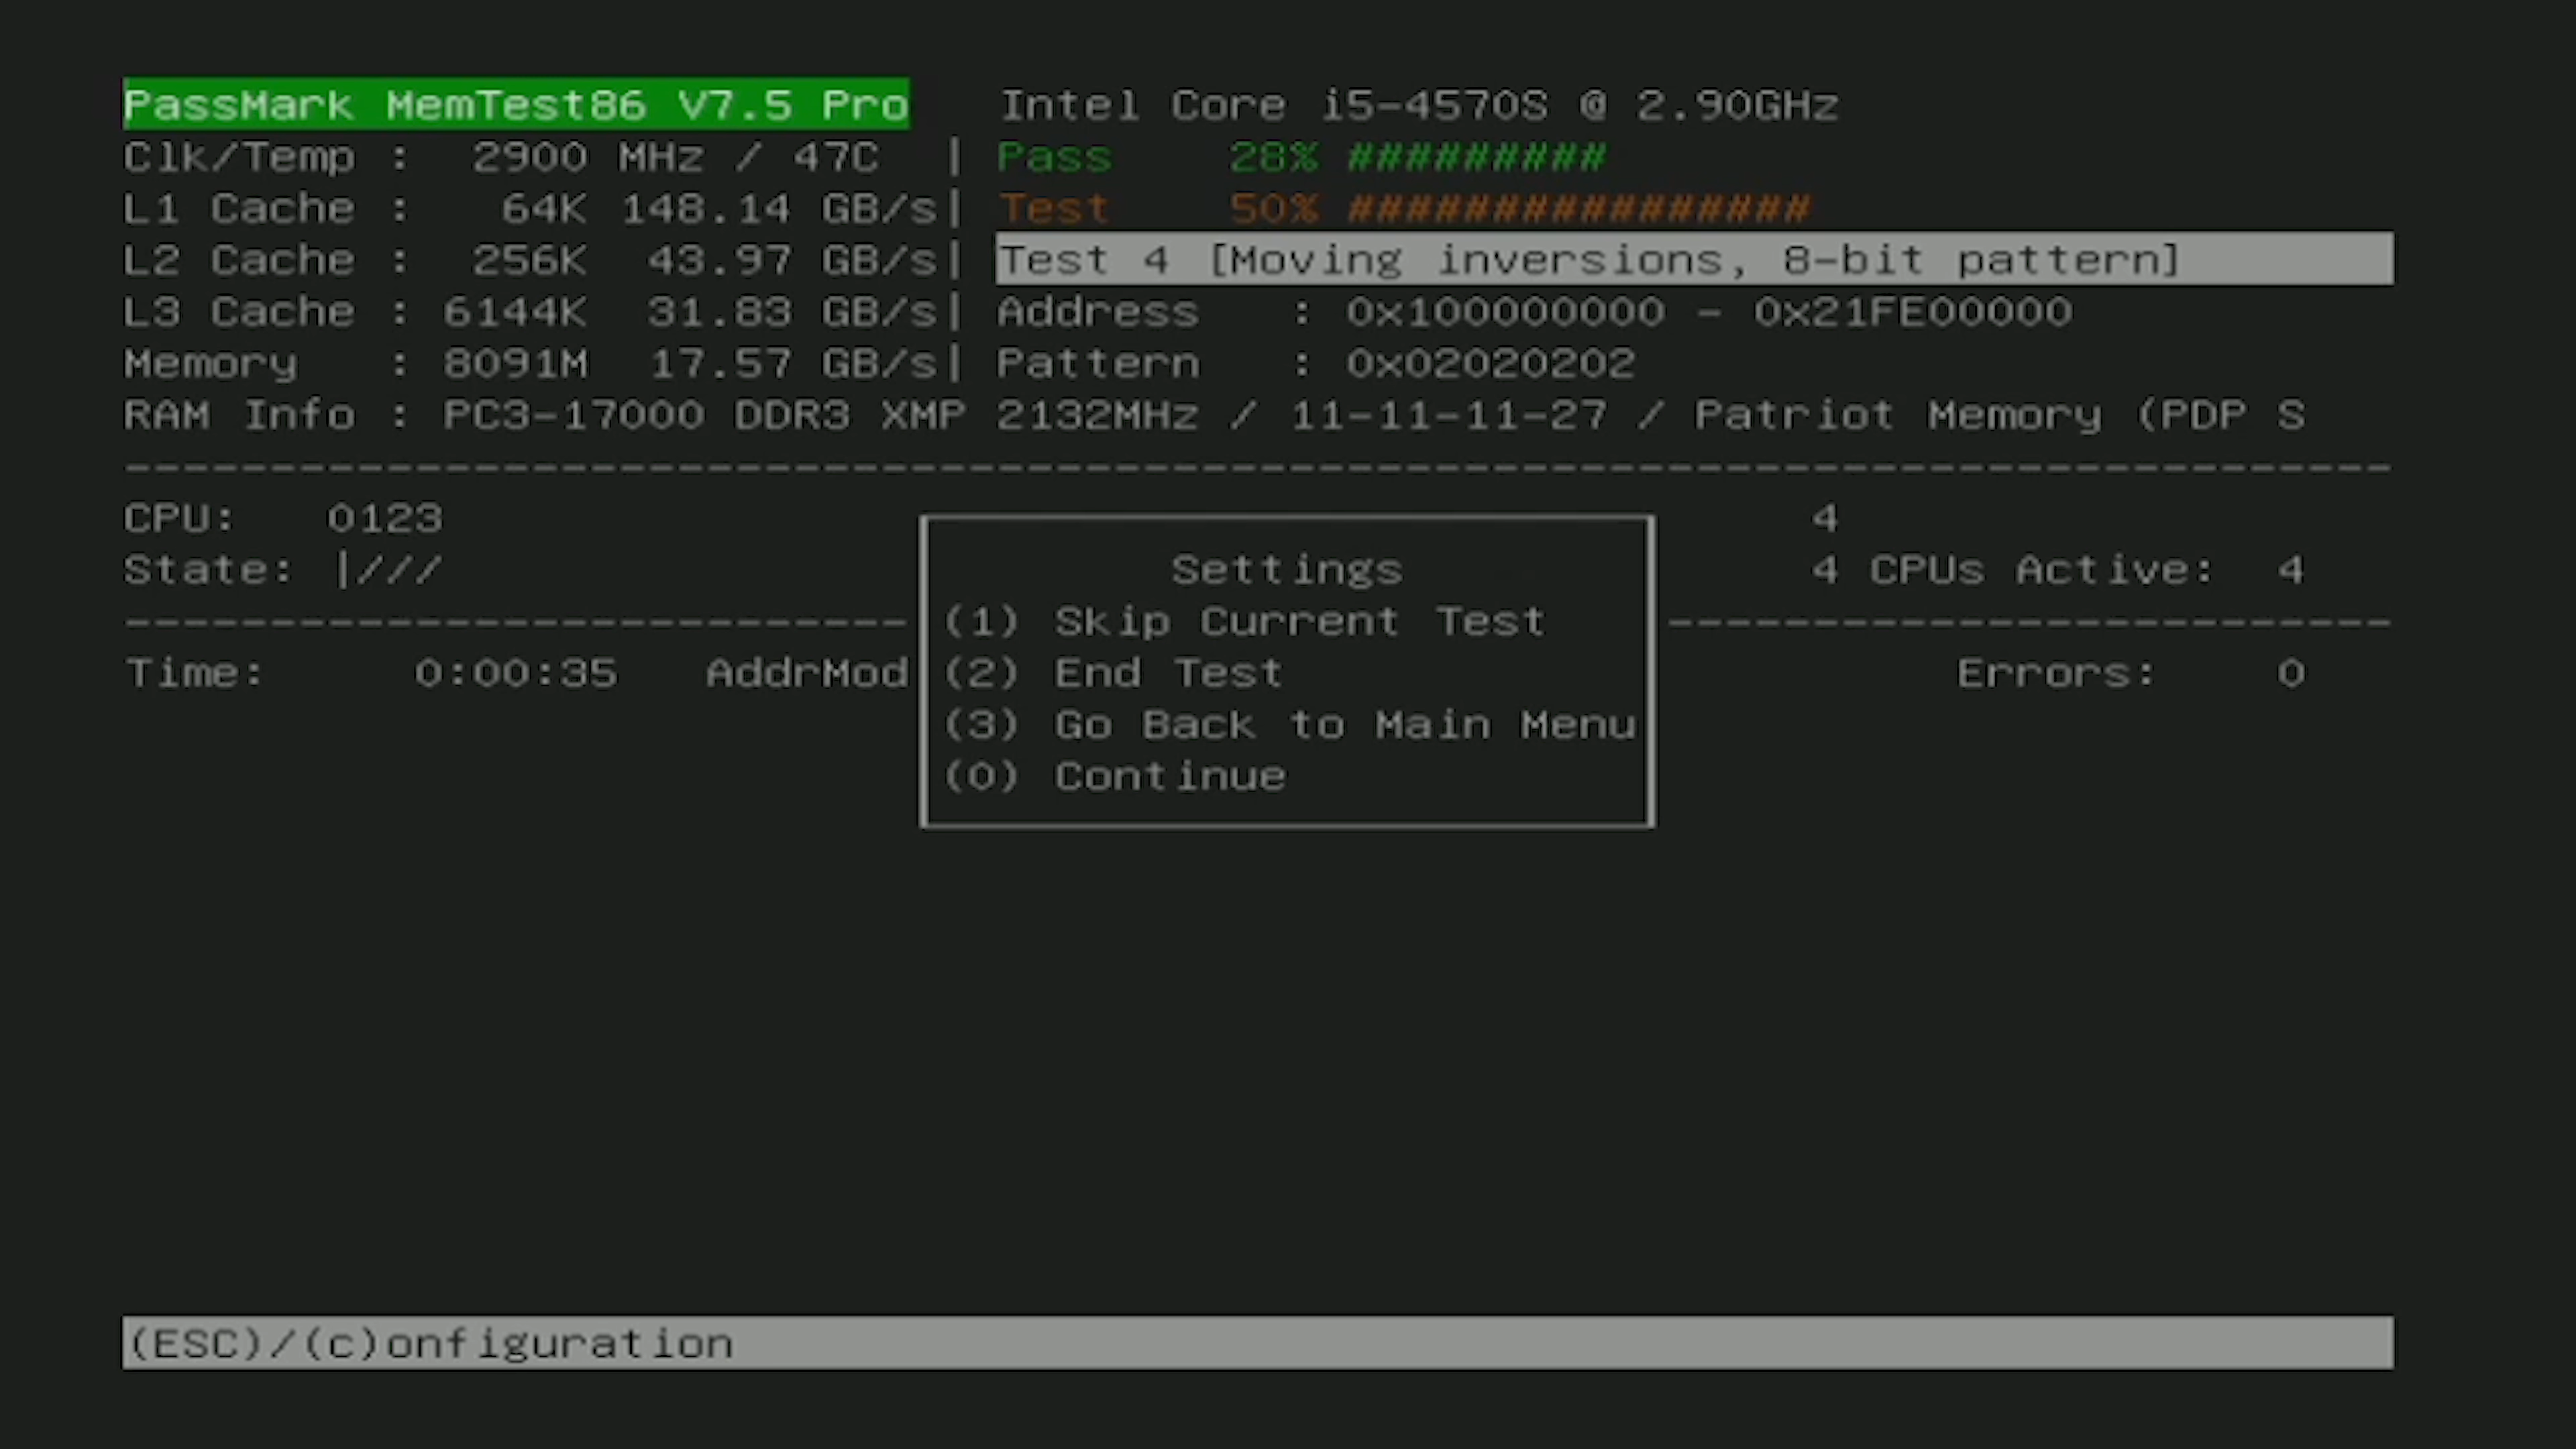 PassMark MemTest86 V7.5 Pro Intel Core i5-4570S @ 2.90GHz
Clk/Temp : 2900 MHz / 47C | Pass 28% #########
L1 Cache : 64K 148.14 GB/s| Test 50% ################
L2 Cache : 256K 43.97 GB/s| Test 4 [Moving inversions, 8-bit pattern]
L3 Cache : 6144K 31.83 GB/s| Address : 0x100000000 - 0x21FE00000
Memory : 8091M 17.57 GB/s| Pattern : 0x02020202
RAM Info : PC3-17000 DDR3 XMP 2132MHz / 11-11-11-27 / Patriot Memory (PDP S
CPU: 0123 4
State: |/// 4 CPUs Active: 4
Time: 0:00:35 AddrMod Errors: 0
Settings
(1) Skip Current Test
(2) End Test
(3) Go Back to Main Menu
(0) Continue
(ESC)/(c)onfiguration